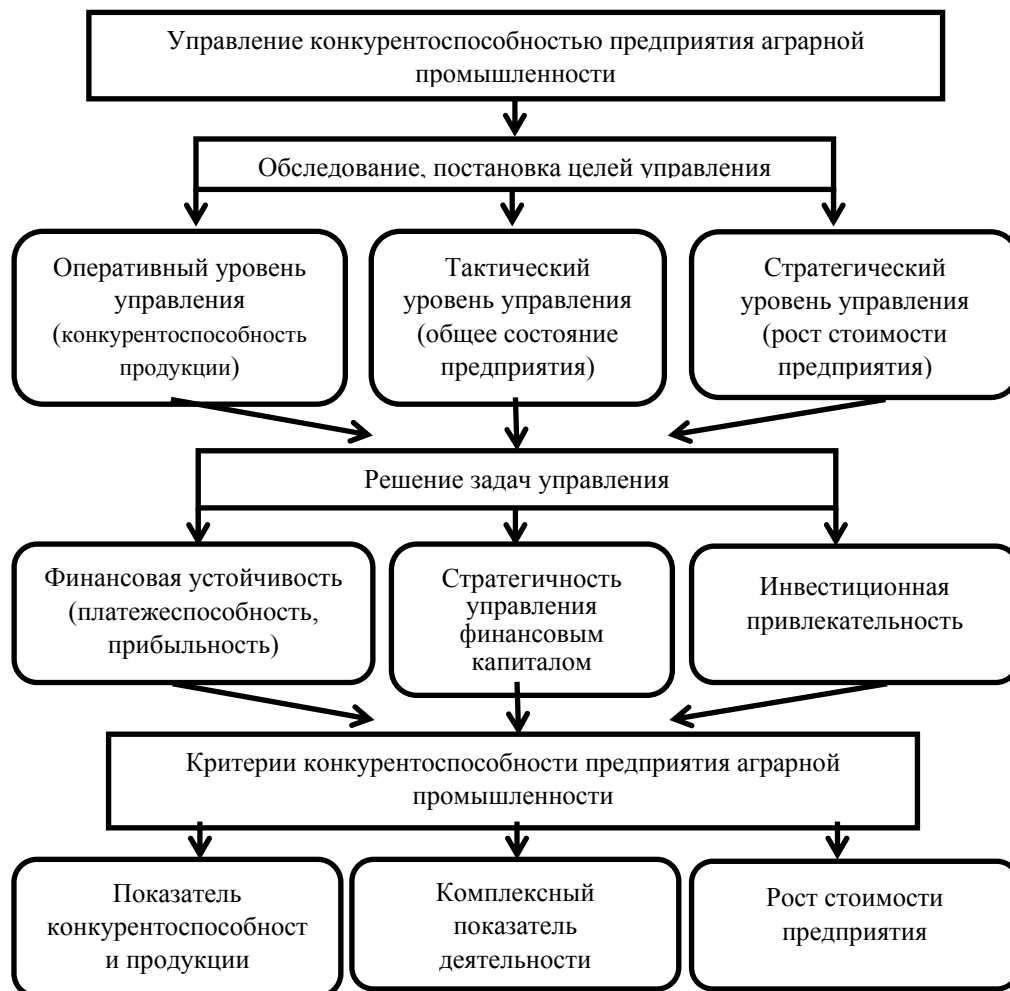 Управление конкурентоспособностью предприятия аграрной
промышленности
Обследование, постановка целей управления
Оперативный уровень
управления
(конкурентоспособность
продукции)
Тактический
уровень управления
(общее состояние
предприятия)
Стратегический
уровень управления
(рост стоимости
предприятия)
Решение задач управления
Финансовая устойчивость
(платежеспособность,
прибыльность)
Стратегичность
управления
финансовым
капиталом
Инвестиционная
привлекательность
Критерии конкурентоспособности предприятия аграрной
промышленности
Показатель
конкурентоспособност
и продукции
Комплексный
показатель
деятельности
Рост стоимости
предприятия